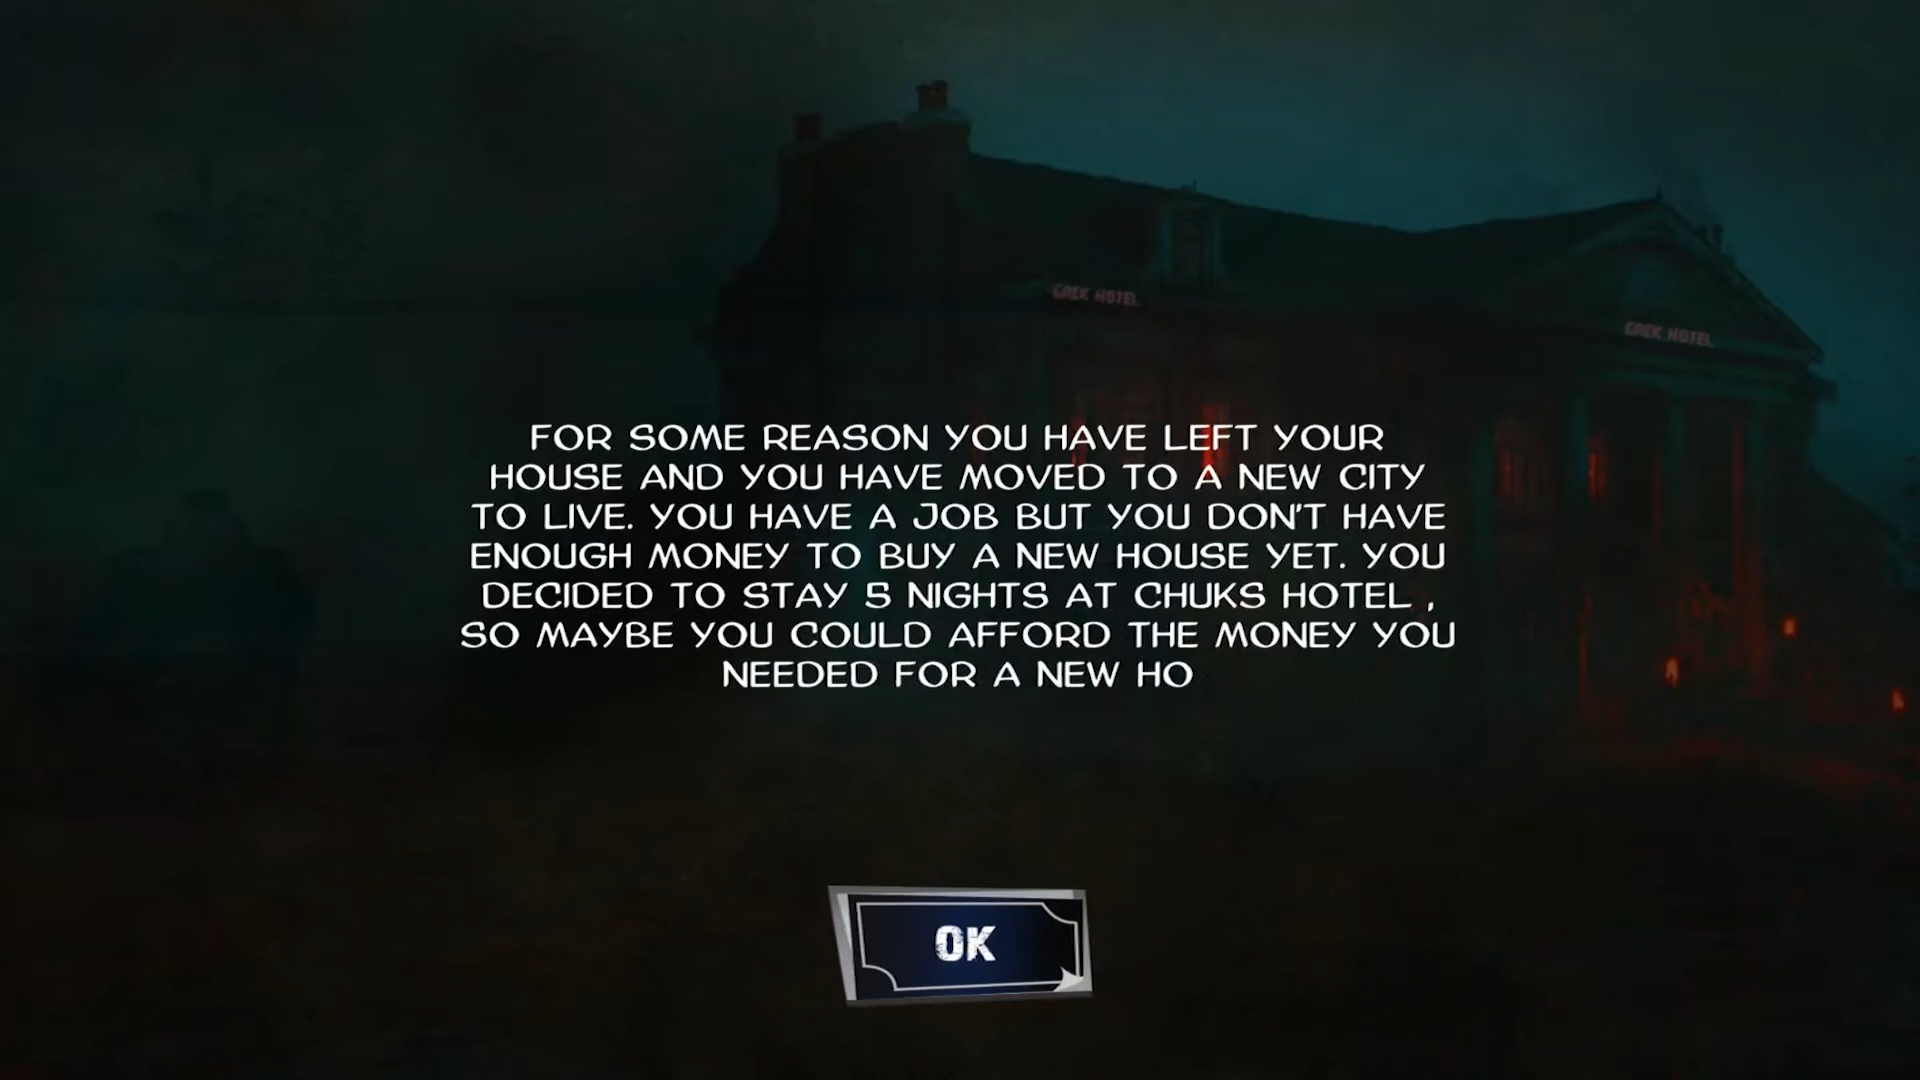 HOTEL
HOTEL
FOR SOME REASON YOU HAVE LEFT YOUR
HOUSE AND YOU HAVE MOVED TO A NEW CITY
TO LIVE. YOU HAVE A JOB BUT YOU DON'T HAVE
ENOUGH MONEY TO BUY A NEW HOUSE YET. YOU
DECIDED TO STAY 5 NIGHTS AT CHUKS HOTEL ,
SO MAYBE YOU COULD AFFORD THE MONEY YOU
NEEDED FOR A NEW HO
OK